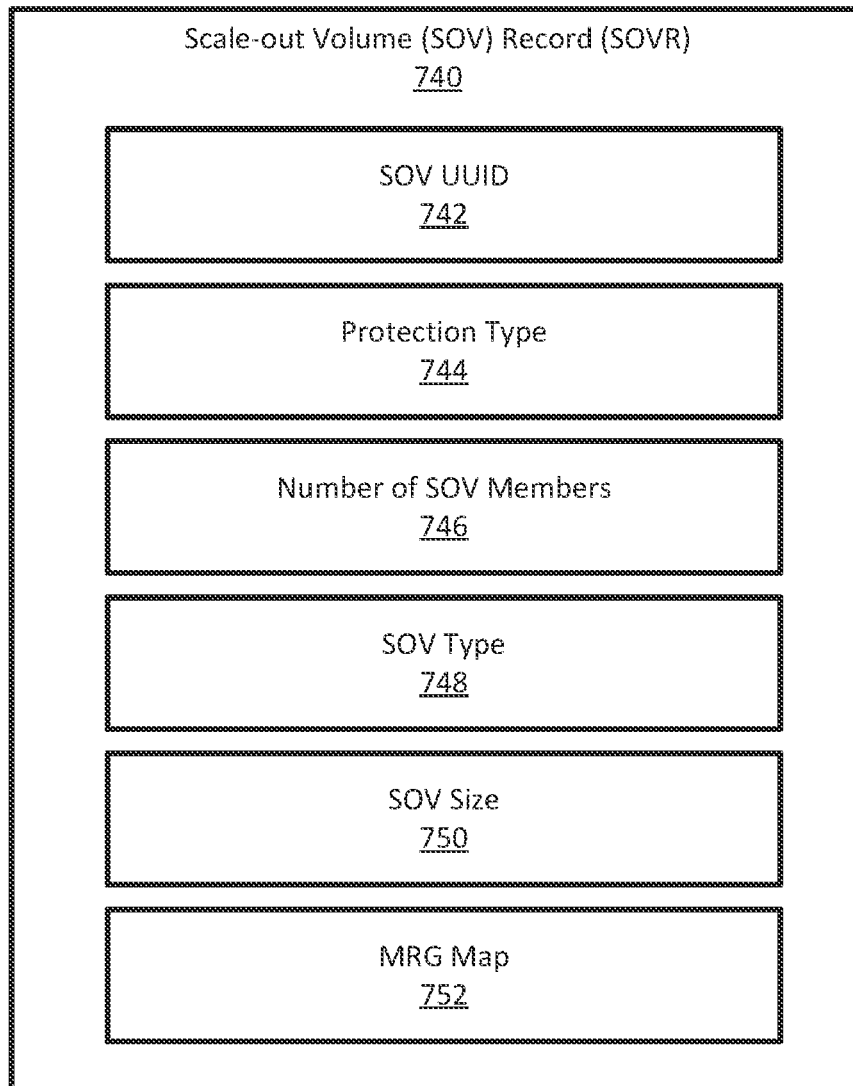 Scale-out Volume (SOV) Record (SOVR)
740
SOV UUID
742
Protection Type
744
Number of SOV Members
746
SOV Type
748
SOV Size
750
MRG Map
752